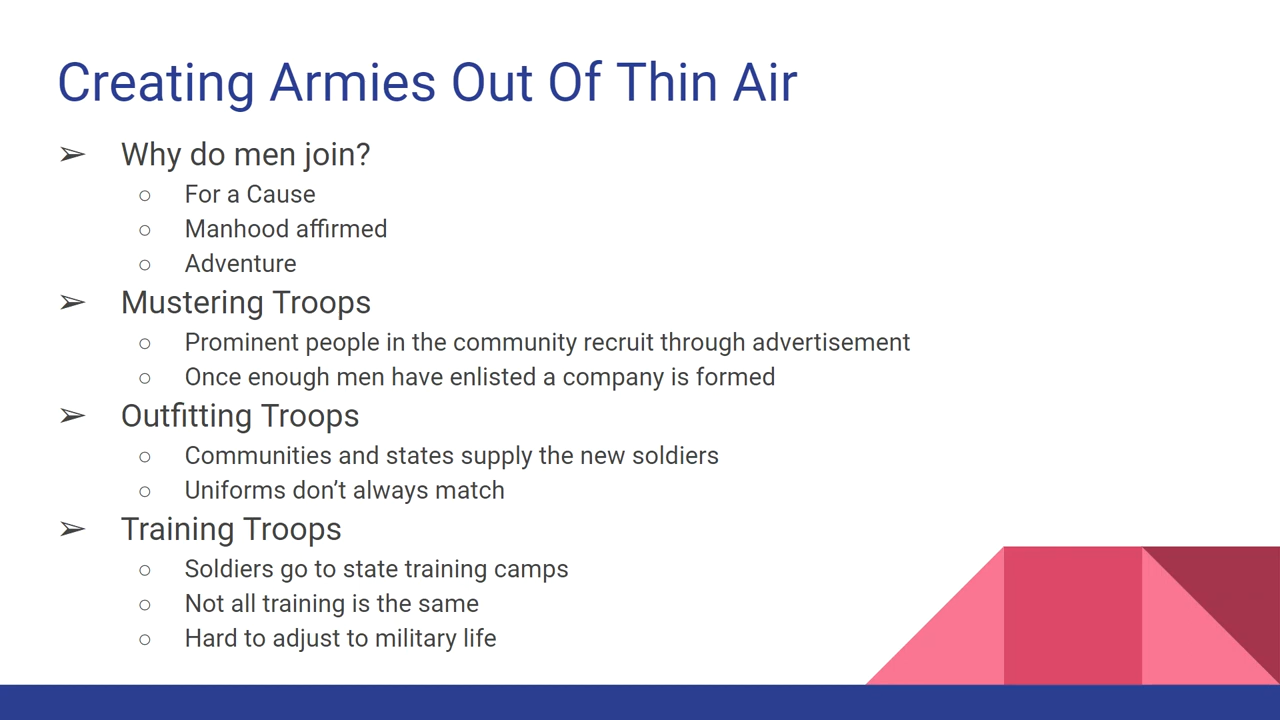 Creating Armies Out Of Thin Air
➢ Why do men join?
○ For a Cause
○ Manhood affirmed
○ Adventure
➢ Mustering Troops
○ Prominent people in the community recruit through advertisement
○ Once enough men have enlisted a company is formed
➢ Outfitting Troops
○ Communities and states supply the new soldiers
○ Uniforms don’t always match
➢ Training Troops
○ Soldiers go to state training camps
○ Not all training is the same
○ Hard to adjust to military life